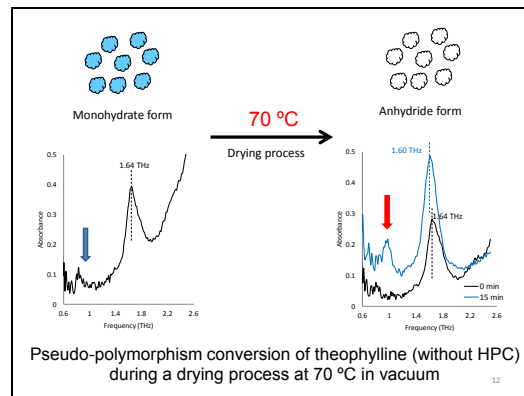 Monohydrate form
70 ºC
Drying process
Anhydride form
0.5
0.4
0.3
0.2
0.1
0
Absorbance
1.64 THz
0.6
1
1.4
1.8
2.2
2.6
Frequency (THz)
0.5
0.4
0.3
0.2
0.1
0
Absorbance
1.60 THz
1.64 THz
0 min
15 min
0.6
1
1.4
1.8
2.2
2.6
Frequency (THz)
Pseudo-polymorphism conversion of theophylline (without HPC)
during a drying process at 70 ºC in vacuum
12